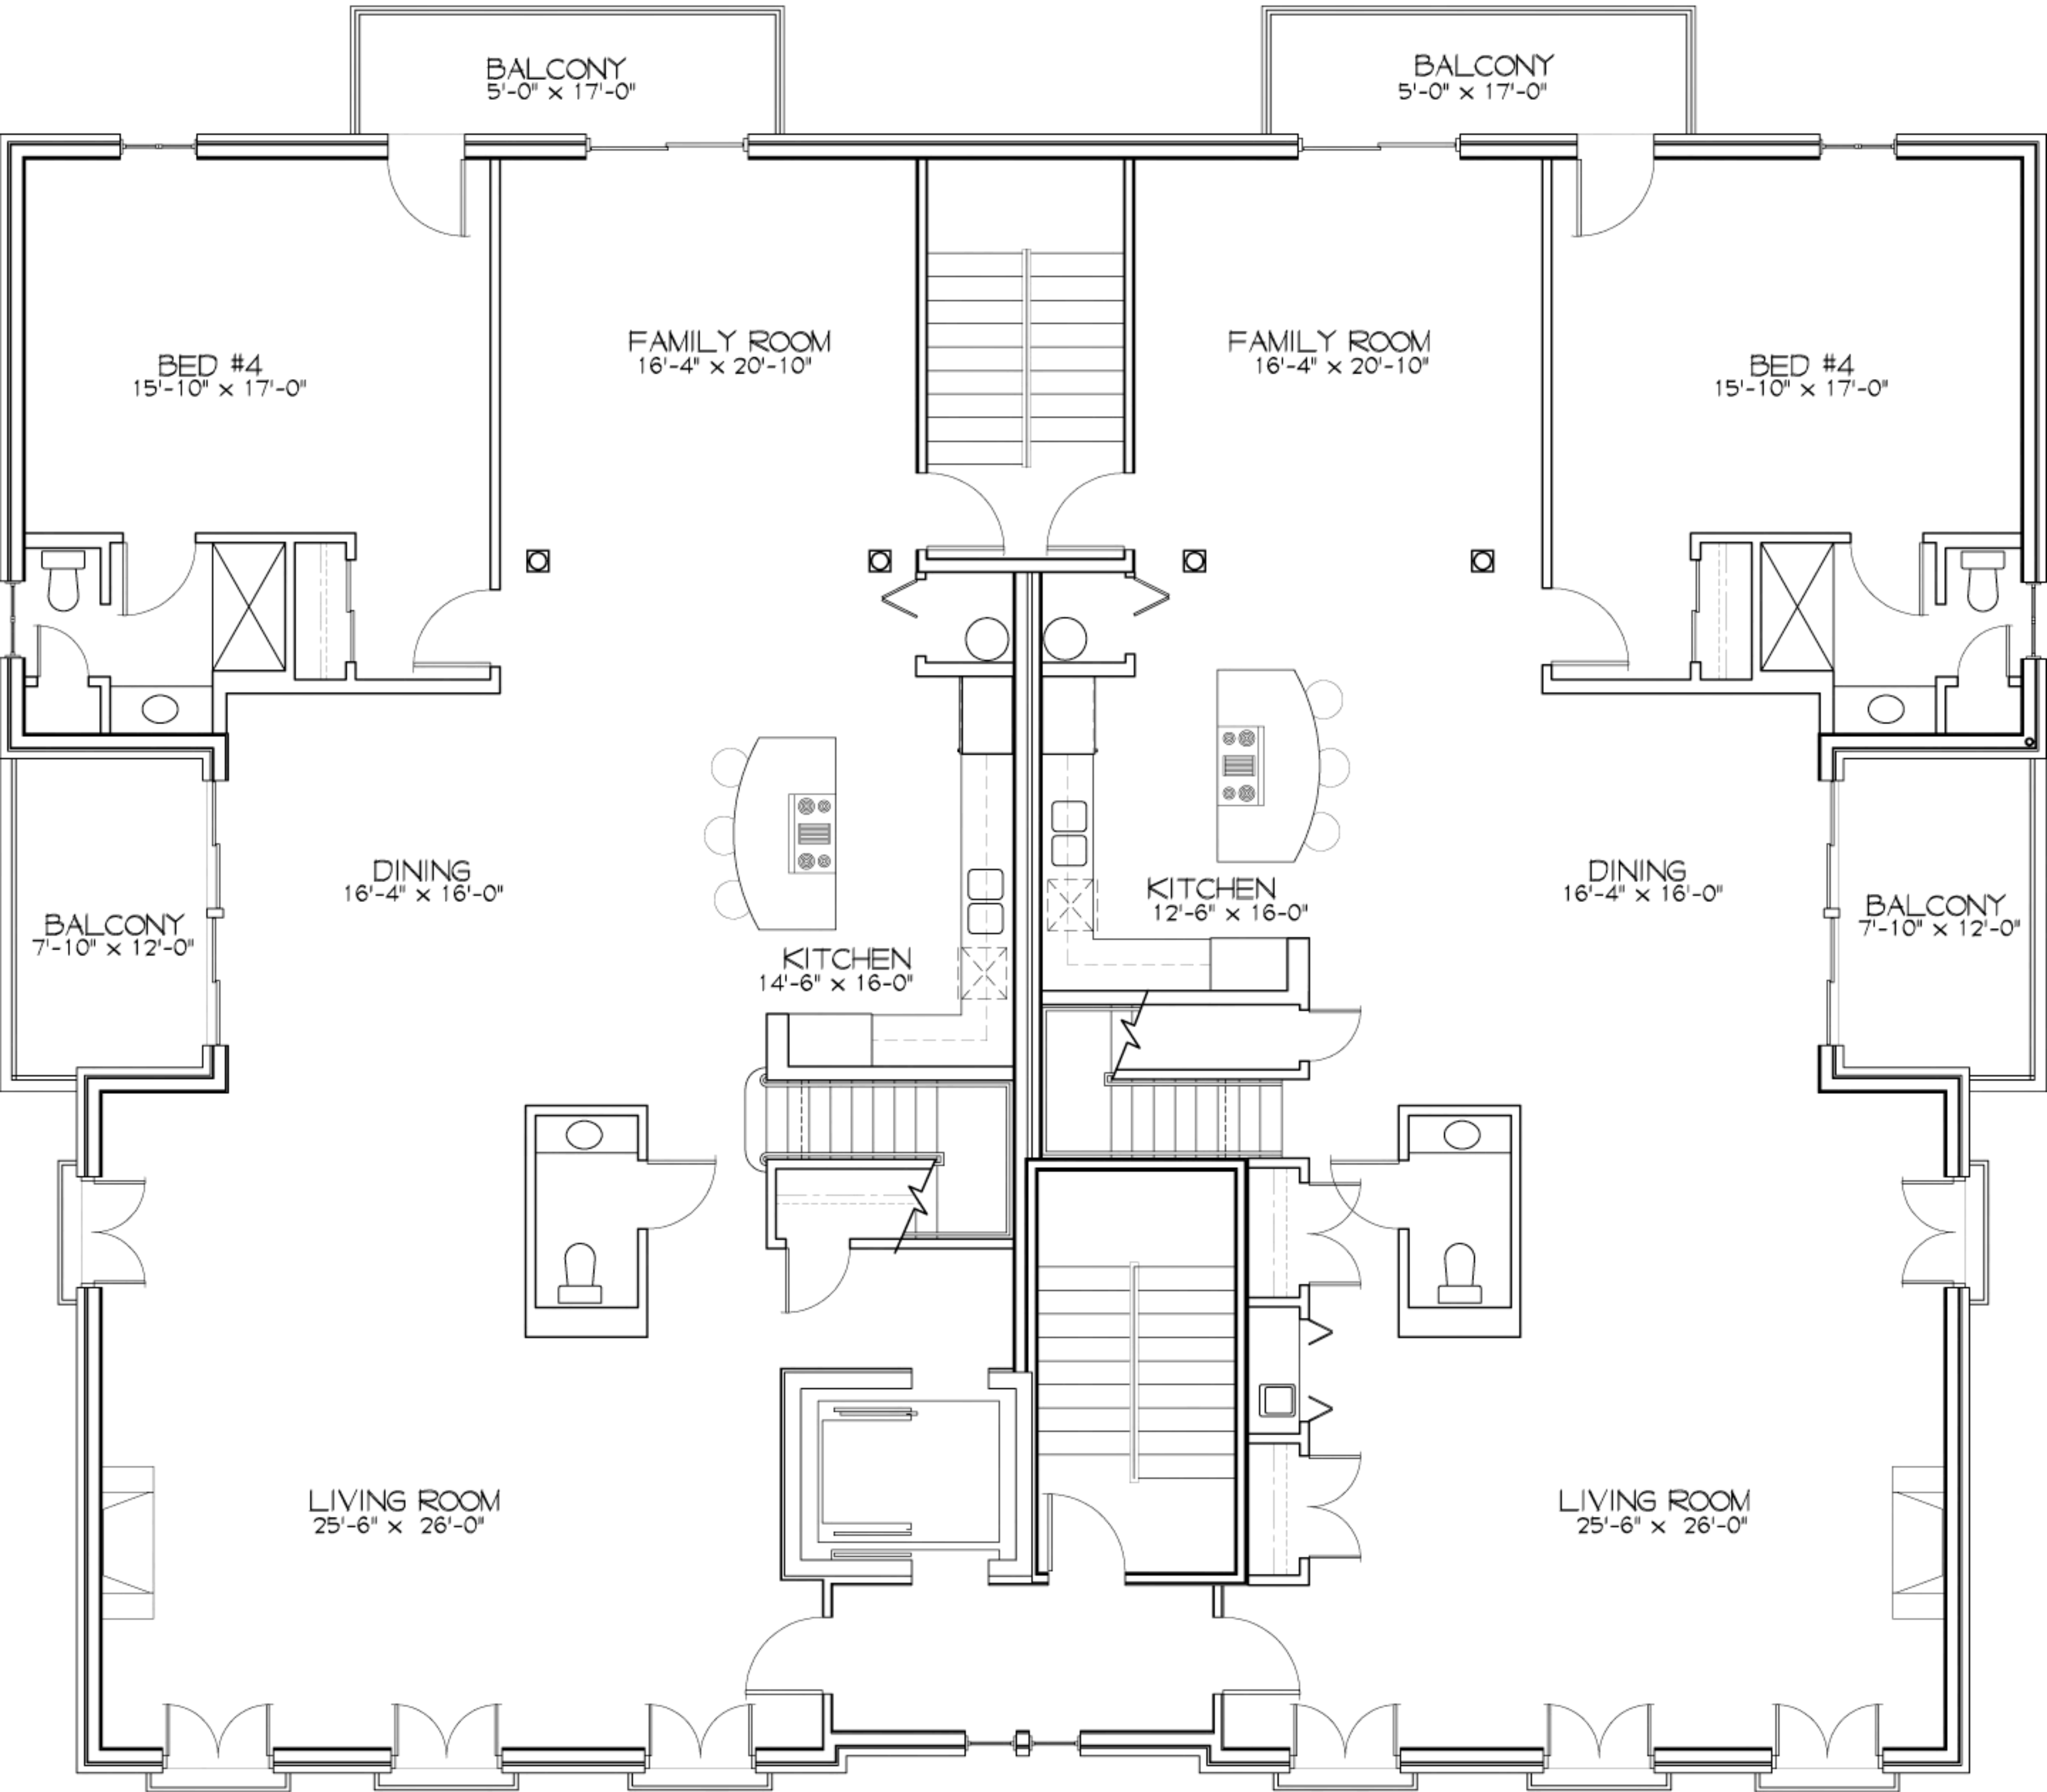 BALCONY
5'-0" x 17'-0"
BALCONY
5'-0" x 17'-0"
FAMILY ROOM
16'-4" x 20'-10"
FAMILY ROOM
16'-4" x 20'-10"
BED #4
15'-10" x 17'-0"
BED #4
15'-10" x 17'-0"
DINING
16'-4" x 16'-0"
KITCHEN
12'-6" x 16-0"
DINING
16'-4" x 16'-0"
BALCONY
7'-10" x 12'-0"
BALCONY
7'-10" x 12'-0"
KITCHEN
14'-6" x 16-0"
LIVING ROOM
25'-6" x 26'-0"
LIVING ROOM
25'-6" x 26'-0"